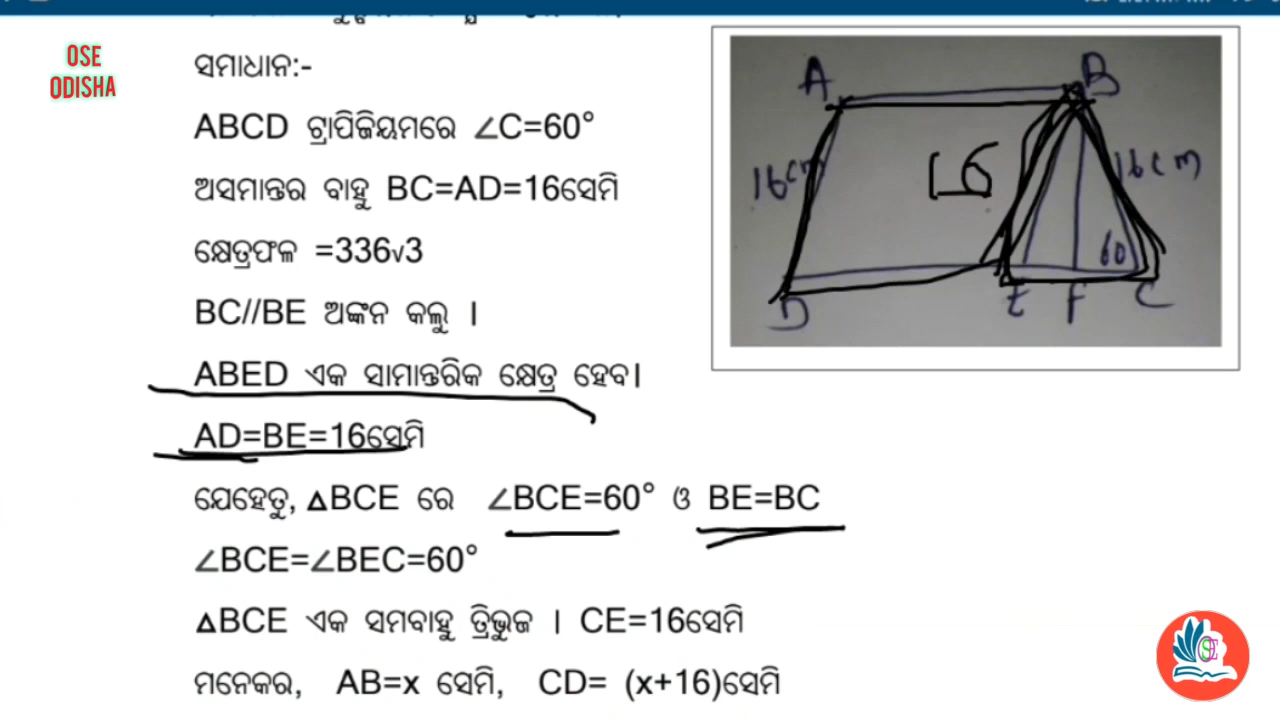 OSE
ODISHA
ସମାଧାନ:-
ABCD ଟ୍ରାପିଜିୟମରେ ∠C=60°
ଅସମାନ୍ତର ବାହୁ BC=AD=16ସେମି
କ୍ଷେତ୍ରଫଳ =336√3
BC//BE ଅଙ୍କନ କଲୁ ।
ABED ଏକ ସାମାନ୍ତରିକ କ୍ଷେତ୍ର ହେବ।
AD=BE=16ସେମି
ଯେହେତୁ, ΔBCE ରେ ∠BCE=60° ଓ BE=BC
∠BCE=∠BEC=60°
ΔBCE ଏକ ସମବାହୁ ତ୍ରିଭୁଜ । CE=16ସେମି
ମନେକର, AB=x ସେମି, CD= (x+16)ସେମି
A B
16cm 16 16cm
60
D E F C